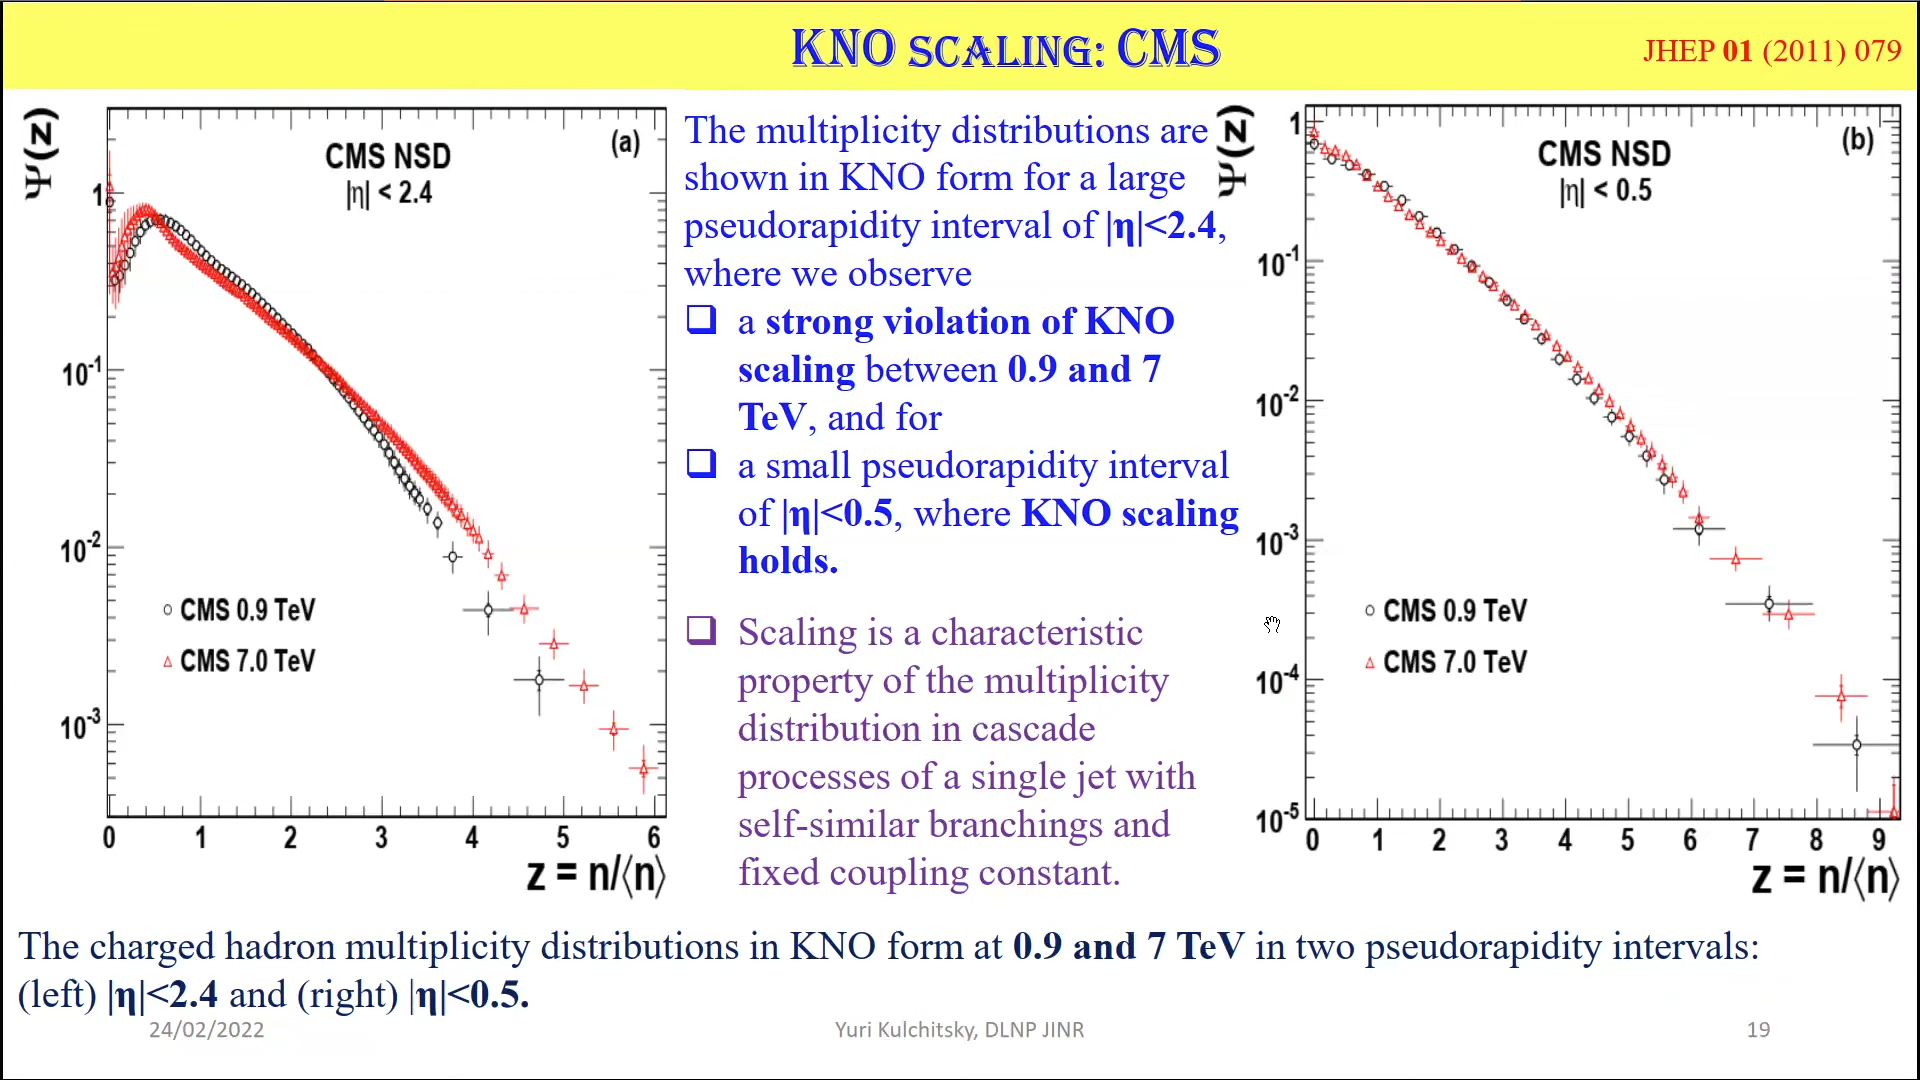 KNO SCALING: CMS
JHEP 01 (2011) 079
Ψ(z)
CMS NSD
|η| < 2.4
(a)
1
10-1
10-2
10-3
CMS 0.9 TeV
CMS 7.0 TeV
0 1 2 3 4 5 6
z = n/⟨n⟩
The multiplicity distributions are
shown in KNO form for a large
pseudorapidity interval of |η|<2.4,
where we observe
❑ a strong violation of KNO
scaling between 0.9 and 7
TeV, and for
❑ a small pseudorapidity interval
of |η|<0.5, where KNO scaling
holds.
❑ Scaling is a characteristic
property of the multiplicity
distribution in cascade
processes of a single jet with
self-similar branchings and
fixed coupling constant.
Ψ(z)
CMS NSD
|η| < 0.5
(b)
1
10-1
10-2
10-3
10-4
10-5
CMS 0.9 TeV
CMS 7.0 TeV
0 1 2 3 4 5 6 7 8 9
z = n/⟨n⟩
The charged hadron multiplicity distributions in KNO form at 0.9 and 7 TeV in two pseudorapidity intervals:
(left) |η|<2.4 and (right) |η|<0.5.
24/02/2022
Yuri Kulchitsky, DLNP JINR
19